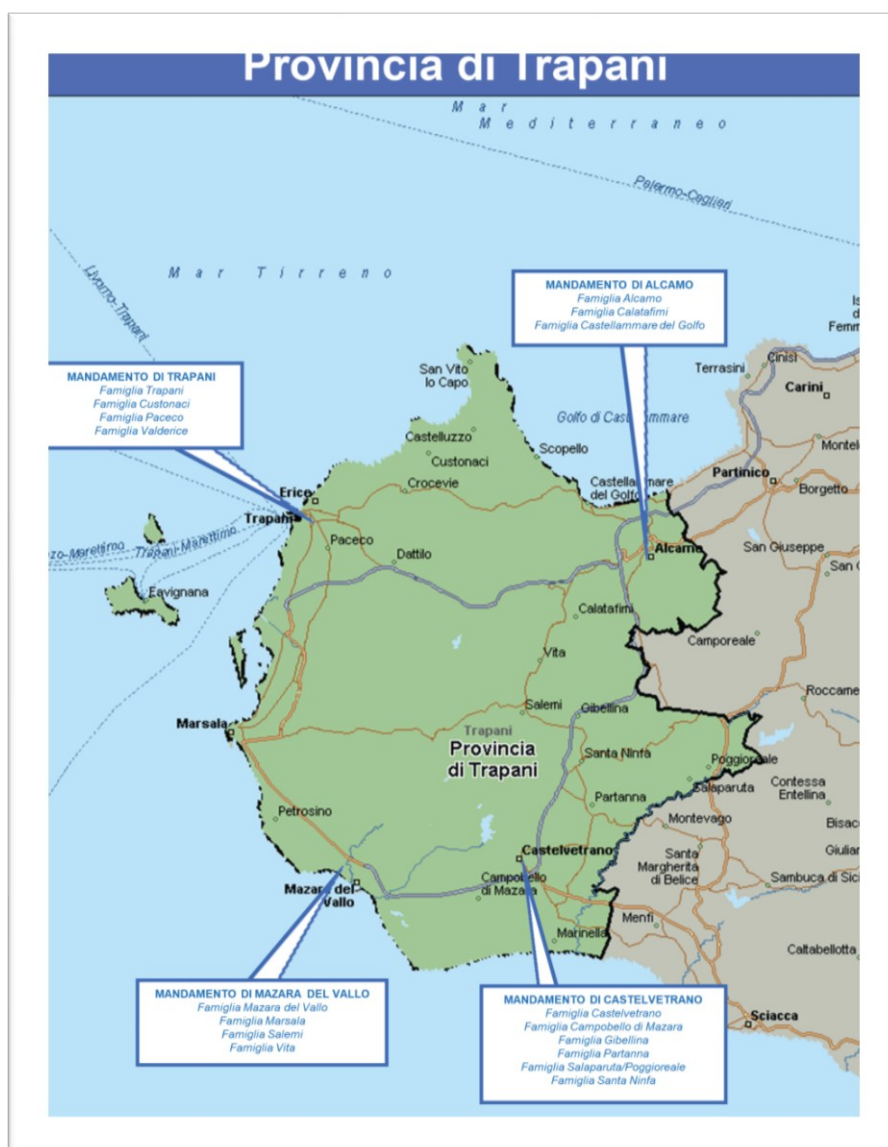 Provincia di Trapani
Mar
Mediterraneo
Palermo-Cagliari
Livorno-Trapani
Mar Tirreno
MANDAMENTO DI ALCAMO
Famiglia Alcamo
Famiglia Calatafimi
Famiglia Castellammare del Golfo
MANDAMENTO DI TRAPANI
Famiglia Trapani
Famiglia Custonaci
Famiglia Paceco
Famiglia Valderice
San Vito
lo Capo
Terrasini
Cinisi
Carini
Golfo di
Castelluzzo
Custonaci
Scopello
Crocevie
Castellammare
del Golfo
Partinico
Borgetto
Erice
Trapani
Paceco
Dattilo
Alcamo
San Giuseppe
Trapani-Marettimo
Favignana
Calatafimi
Camporeale
Vita
Salemi
Gibellina
Marsala
Trapani
Provincia
di Trapani
Santa Ninfa
Poggioreale
Salaparuta
Contessa
Entellina
Partanna
Petrosino
Montevago
Castelvetrano
Santa
Margherita
di Belice
Mazara del
Vallo
Campobello
di Mazara
Sambuca di Sici
Menfi
Marinella
Caltabellotta
Sciacca
MANDAMENTO DI MAZARA DEL VALLO
Famiglia Mazara del Vallo
Famiglia Marsala
Famiglia Salemi
Famiglia Vita
MANDAMENTO DI CASTELVETRANO
Famiglia Castelvetrano
Famiglia Campobello di Mazara
Famiglia Gibellina
Famiglia Partanna
Famiglia Salaparuta/Poggioreale
Famiglia Santa Ninfa